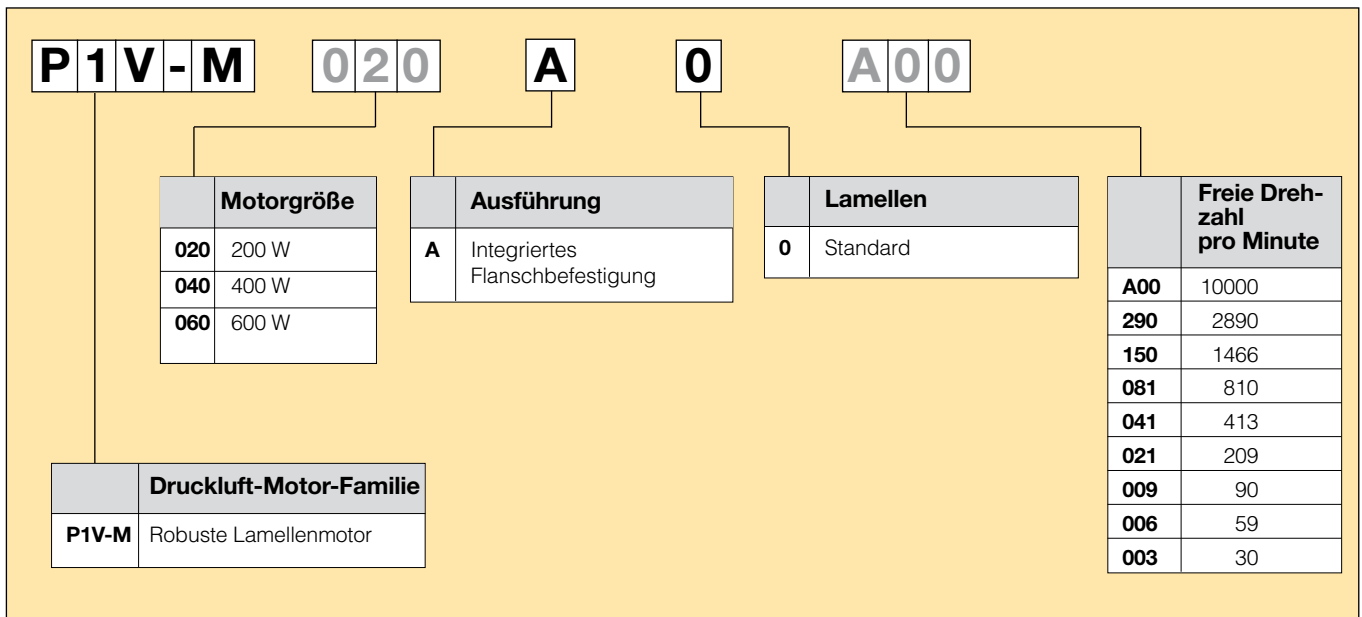 P1V-M 020 A 0 A00
Motorgröße
020 200 W
040 400 W
060 600 W
Ausführung
A Integriertes
Flanschbefestigung
Lamellen
0 Standard
Freie Dreh-
zahl
pro Minute
A00 10000
290 2890
150 1466
081 810
041 413
021 209
009 90
006 59
003 30
Druckluft-Motor-Familie
P1V-M Robuste Lamellenmotor